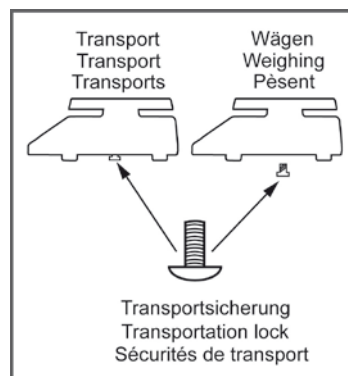 Transport
Transport
Transports
Wägen
Weighing
Pèsent
Transportsicherung
Transportation lock
Sécurités de transport